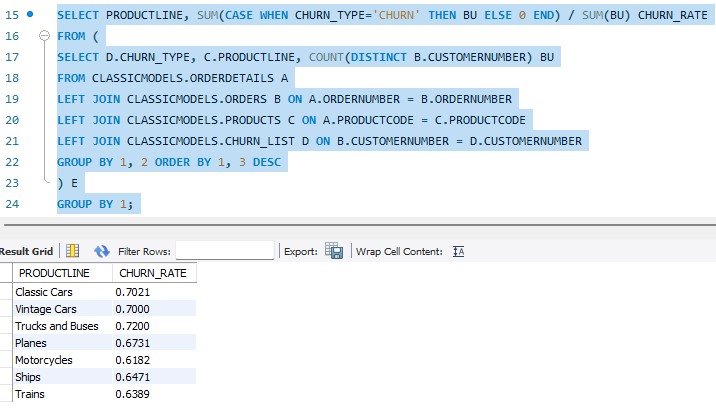 15 SELECT PRODUCTLINE, SUM(CASE WHEN CHURN_TYPE='CHURN' THEN BU ELSE 0 END) / SUM(BU) CHURN_RATE
16 FROM (
17 SELECT D.CHURN_TYPE, C.PRODUCTLINE, COUNT(DISTINCT B.CUSTOMERNUMBER) BU
18 FROM CLASSICMODELS.ORDERDETAILS A
19 LEFT JOIN CLASSICMODELS.ORDERS B ON A.ORDERNUMBER = B.ORDERNUMBER
20 LEFT JOIN CLASSICMODELS.PRODUCTS C ON A.PRODUCTCODE = C.PRODUCTCODE
21 LEFT JOIN CLASSICMODELS.CHURN_LIST D ON B.CUSTOMERNUMBER = D.CUSTOMERNUMBER
22 GROUP BY 1, 2 ORDER BY 1, 3 DESC
23 ) E
24 GROUP BY 1;
Result Grid Filter Rows: Export: Wrap Cell Content:
PRODUCTLINE CHURN_RATE
Classic Cars 0.7021
Vintage Cars 0.7000
Trucks and Buses 0.7200
Planes 0.6731
Motorcycles 0.6182
Ships 0.6471
Trains 0.6389